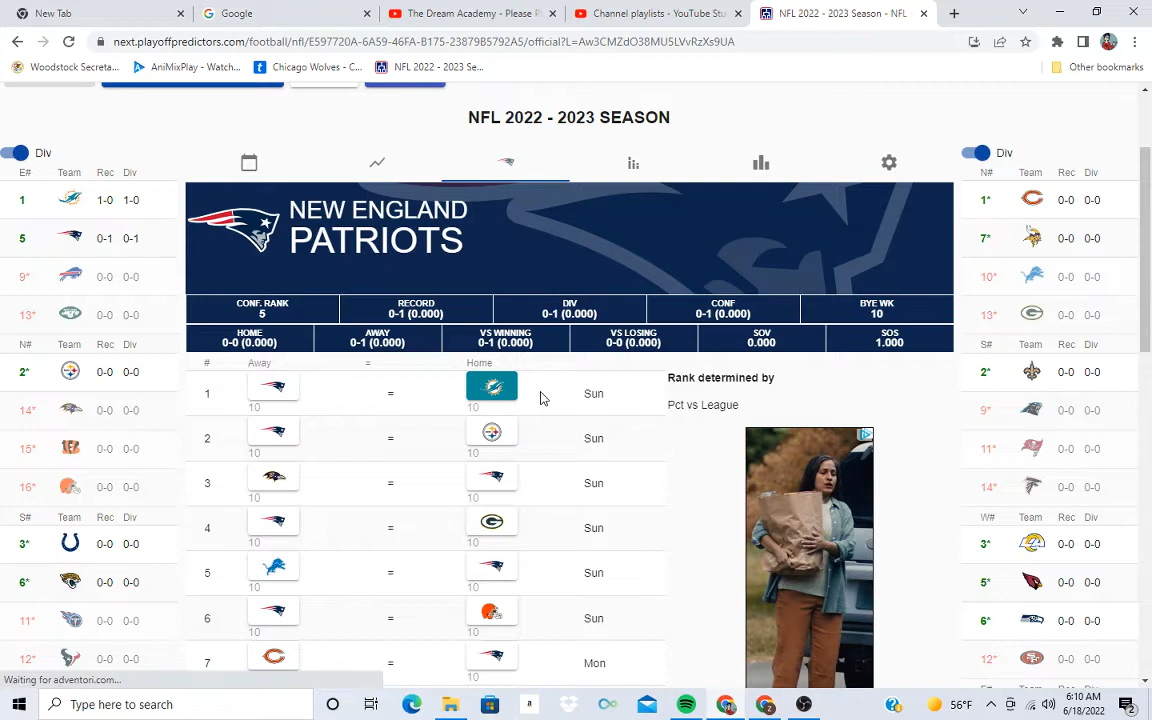 New Tab
Google
The Dream Academy - Please P
Channel playlists - YouTube Stu
NFL 2022 - 2023 Season - NFL
next.playoffpredictors.com/football/nfl/E597720A-6A59-46FA-B175-23879B5792A5/official?L=Aw3CMZdO38MU5LVvRzXs9UA
Woodstock Secreta...
AniMixPlay - Watch...
Chicago Wolves - C...
NFL 2022 - 2023 Se...
Other bookmarks
NFL 2022 - 2023 SEASON
Div
E# Team Rec Div
1 1-0 1-0
5 0-1 0-1
9* 0-0 0-0
13* 0-0 0-0
N# Team Rec Div
2* 0-0 0-0
14* 0-0 0-0
15* 0-0 0-0
16* 0-0 0-0
S# Team Rec Div
3* 0-0 0-0
6* 0-0 0-0
11* 0-0 0-0
12* 0-0 0-0
NEW ENGLAND
PATRIOTS
CONF. RANK RECORD DIV CONF BYE WK
5 0-1 (0.000) 0-1 (0.000) 0-1 (0.000) 10
HOME AWAY VS WINNING VS LOSING SOV SOS
0-0 (0.000) 0-1 (0.000) 0-1 (0.000) 0-0 (0.000) 0.000 1.000
# Away = Home
1 = Sun
10 10
2 = Sun
10 10
3 = Sun
10 10
4 = Sun
10 10
5 = Sun
10 10
6 = Sun
10 10
7 = Mon
10 10
Rank determined by
Pct vs League
Div
N# Team Rec Div
1* 0-0 0-0
7* 0-0 0-0
10* 0-0 0-0
13* 0-0 0-0
S# Team Rec Div
2* 0-0 0-0
9* 0-0 0-0
11* 0-0 0-0
14* 0-0 0-0
W# Team Rec Div
3* 0-0 0-0
5* 0-0 0-0
6* 0-0 0-0
12* 0-0 0-0
Waiting for adventori.com...
Type here to search
56°F
6:10 AM
6/18/2022
2